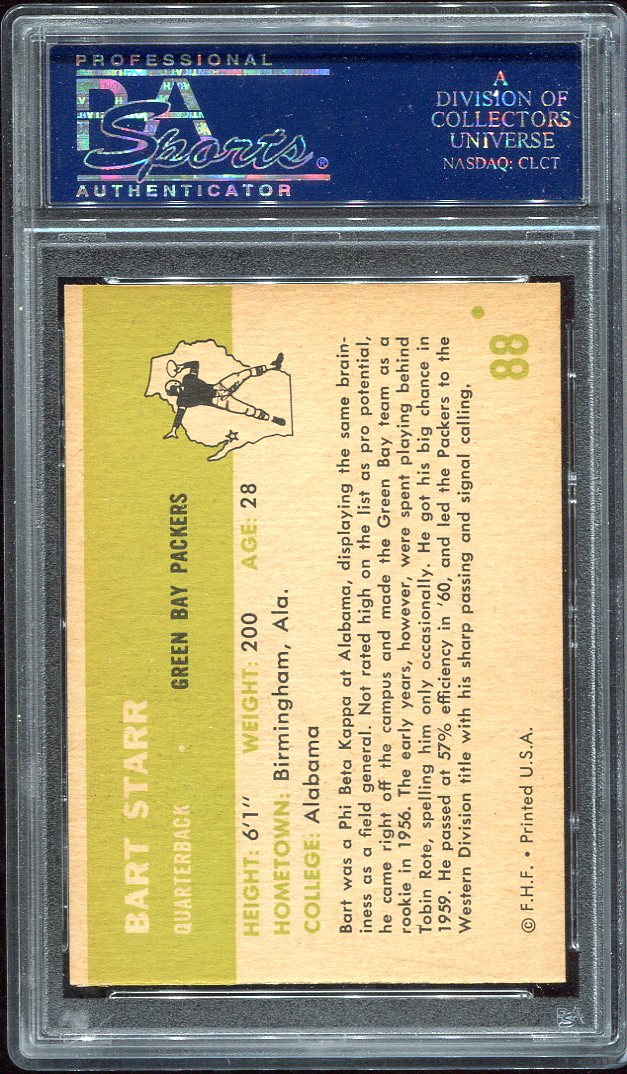 PROFESSIONAL
PSA
Sports®
AUTHENTICATOR
A
DIVISION OF
COLLECTORS
UNIVERSE
NASDAQ: CLCT
BART STARR
QUARTERBACK • GREEN BAY PACKERS
HEIGHT: 6'1" WEIGHT: 200 AGE: 28
HOMETOWN: Birmingham, Ala.
COLLEGE: Alabama
Bart was a Phi Beta Kappa at Alabama, displaying the same brain-
iness as a field general. Not rated high on the list as pro potential,
he came right off the campus and made the Green Bay team as a
rookie in 1956. The early years, however, were spent playing behind
Tobin Rote, spelling him only occasionally. He got his big chance in
1959. He passed at 57% efficiency in '60, and led the Packers to the
Western Division title with his sharp passing and signal calling.
© F.H.F. • Printed U.S.A.
88
PSA